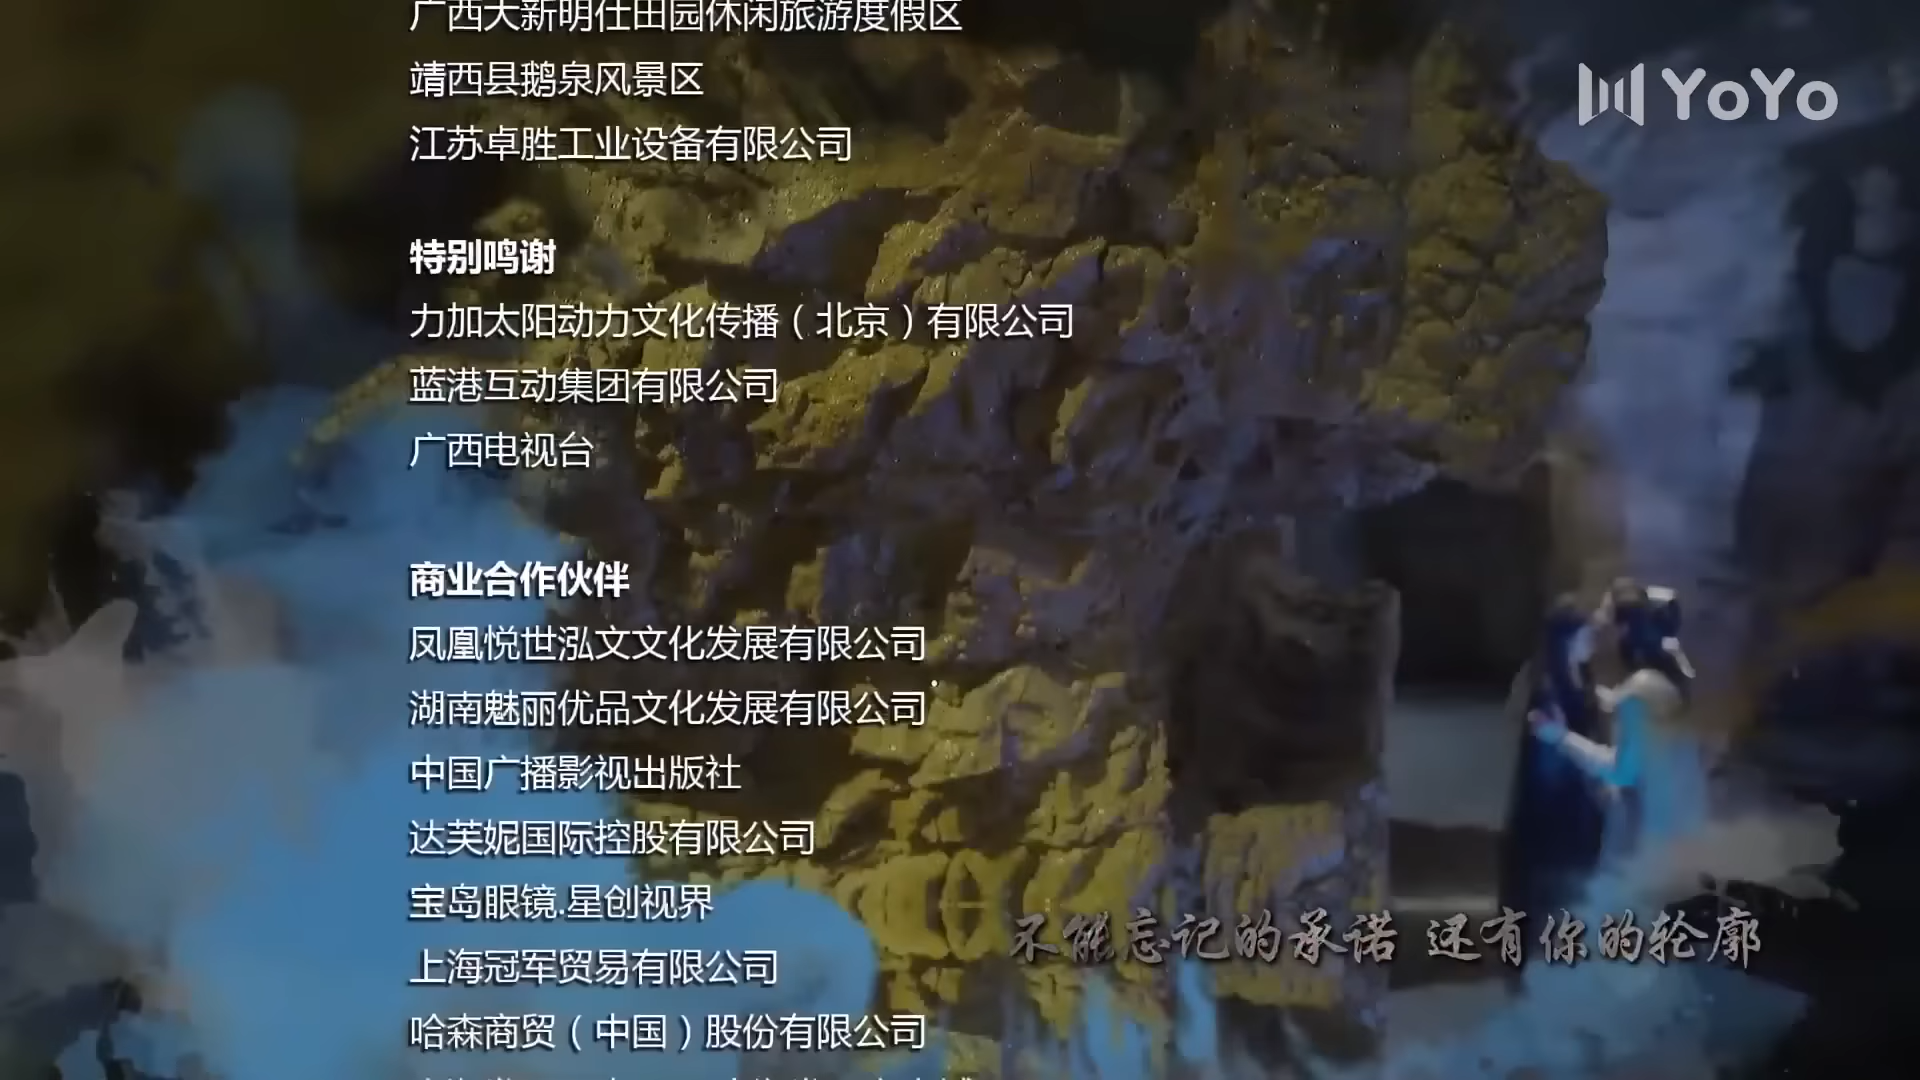 广西大新明仕田园休闲旅游度假区
靖西县鹅泉风景区
江苏卓胜工业设备有限公司
YoYo
特别鸣谢
力加太阳动力文化传播（北京）有限公司
蓝港互动集团有限公司
广西电视台
商业合作伙伴
凤凰悦世泓文文化发展有限公司
湖南魅丽优品文化发展有限公司
中国广播影视出版社
达芙妮国际控股有限公司
宝岛眼镜.星创视界
上海冠军贸易有限公司
哈森商贸（中国）股份有限公司
不能忘记的承诺 还有你的轮廓